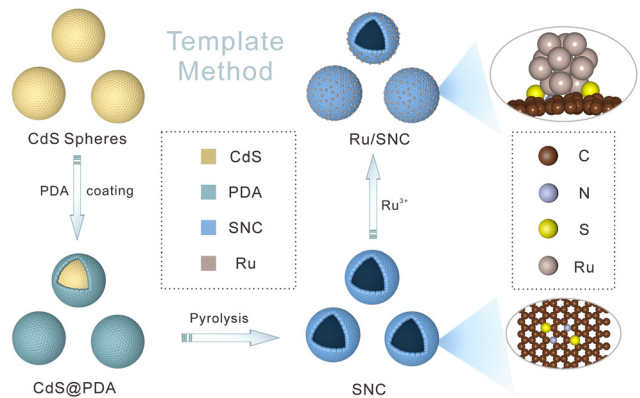 Template
Method
CdS Spheres
PDA coating
CdS
PDA
SNC
Ru
Ru/SNC
Ru³⁺
C
N
S
Ru
Pyrolysis
CdS@PDA
SNC